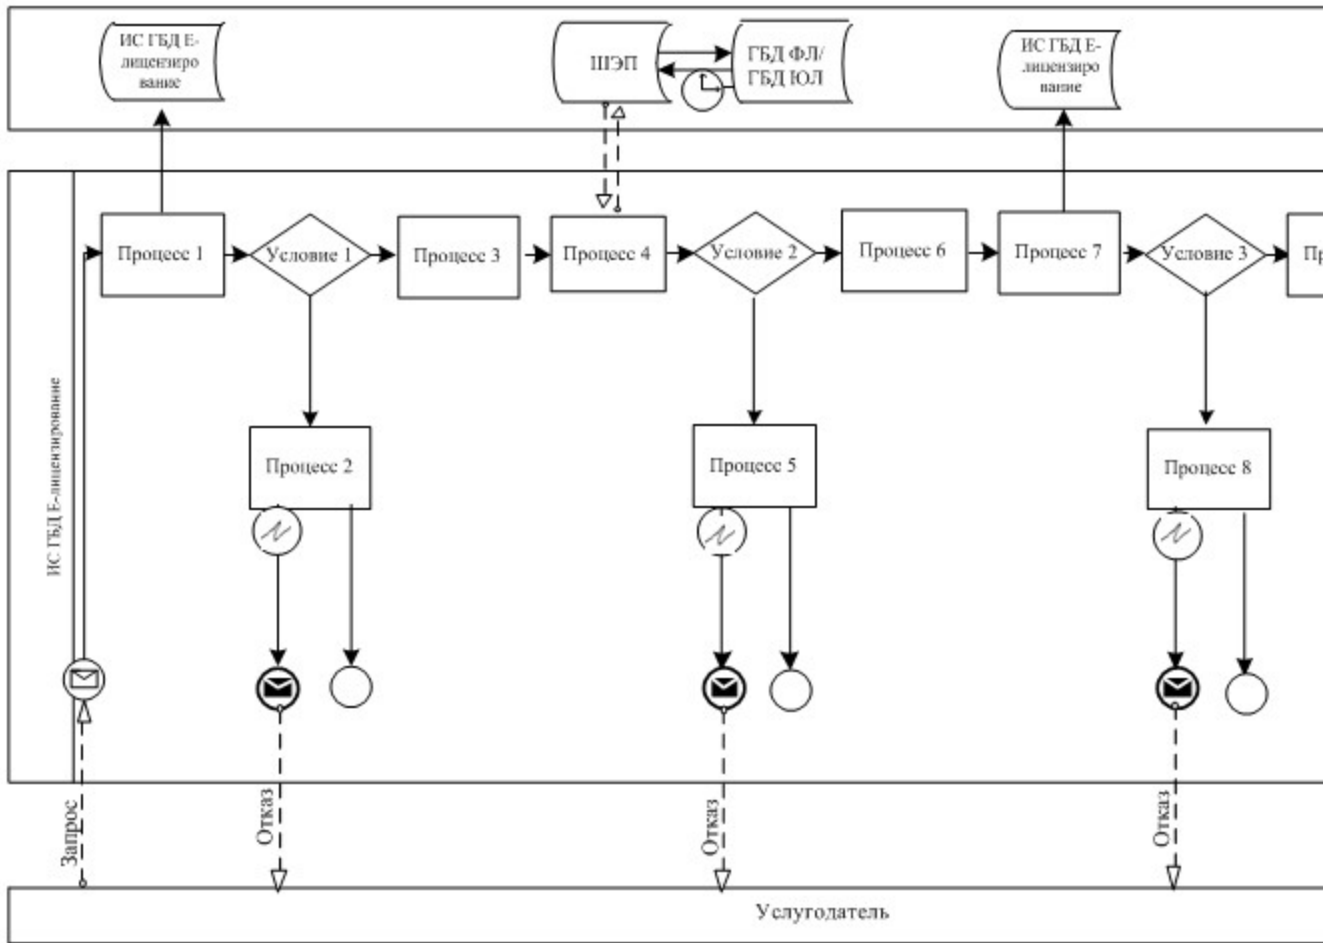 ИС ГБД Е-
лицензиро
вание
ШЭП
ГБД ФЛ/
ГБД ЮЛ
ИС ГБД Е-
лицензиро
вание
Процесс 1
Условие 1
Процесс 3
Процесс 4
Условие 2
Процесс 6
Процесс 7
Условие 3
Пр
ИС ГБД Е-лицензирование
Процесс 2
Процесс 5
Процесс 8
Запрос
Отказ
Отказ
Отказ
Услугодатель